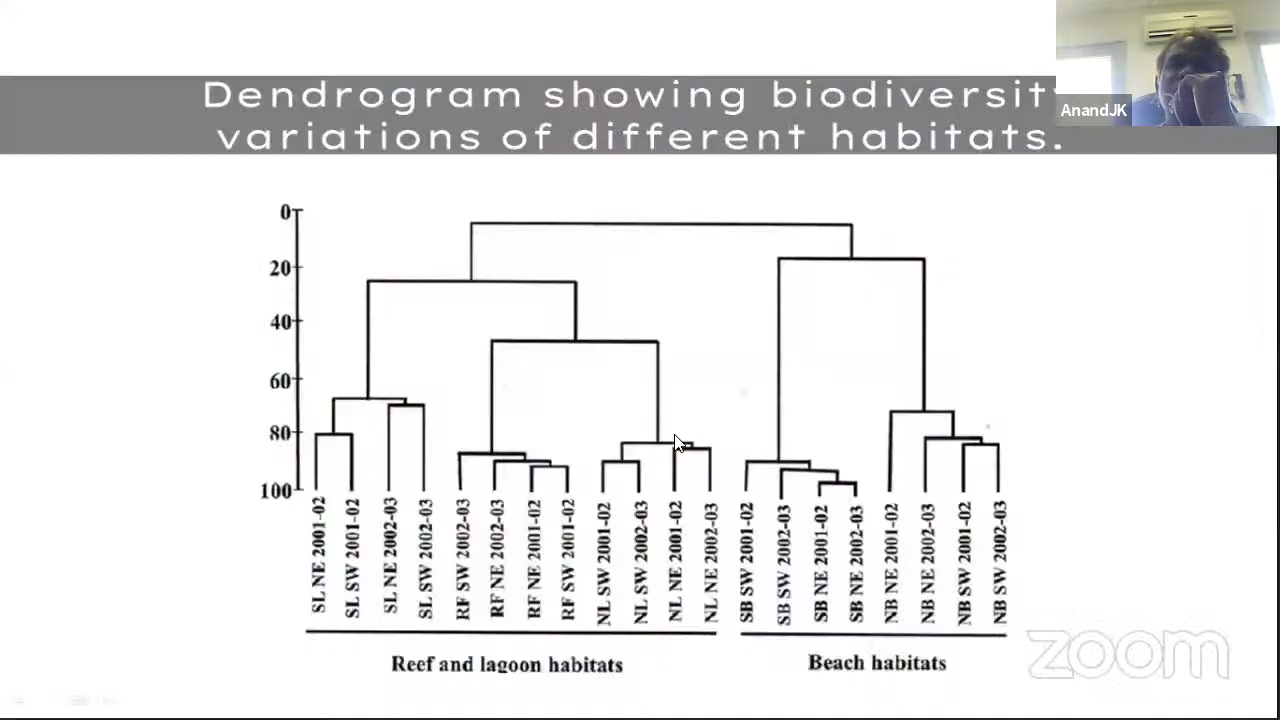 Dendrogram showing biodiversity
variations of different habitats.
AnandJK
0
20
40
60
80
100
SL NE 2001-02
SL SW 2001-02
SL NE 2002-03
SL SW 2002-03
RF SW 2002-03
RF NE 2002-03
RF NE 2001-02
RF SW 2001-02
NL SW 2001-02
NL SW 2002-03
NL NE 2001-02
NL NE 2002-03
SB SW 2001-02
SB SW 2002-03
SB NE 2001-02
SB NE 2002-03
NB NE 2001-02
NB NE 2002-03
NB SW 2001-02
NB SW 2002-03
Reef and lagoon habitats
Beach habitats
zoom